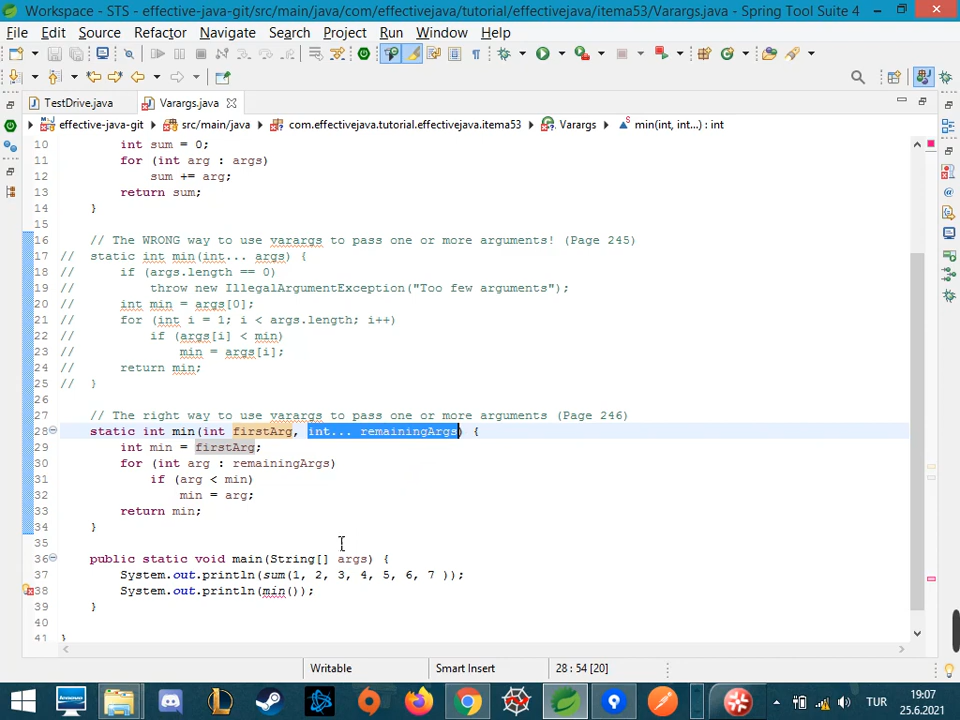 Workspace - STS - effective-java-git/src/main/java/com/effectivejava/tutorial/effectivejava/itema53/Varargs.java - Spring Tool Suite 4
File Edit Source Refactor Navigate Search Project Run Window Help
TestDrive.java Varargs.java
effective-java-git src/main/java com.effectivejava.tutorial.effectivejava.itema53 Varargs min(int, int...) : int
10 int sum = 0;
11 for (int arg : args)
12 sum += arg;
13 return sum;
14 }
15
16 // The WRONG way to use varargs to pass one or more arguments! (Page 245)
17 // static int min(int... args) {
18 // if (args.length == 0)
19 // throw new IllegalArgumentException("Too few arguments");
20 // int min = args[0];
21 // for (int i = 1; i < args.length; i++)
22 // if (args[i] < min)
23 // min = args[i];
24 // return min;
25 // }
26
27 // The right way to use varargs to pass one or more arguments (Page 246)
28 static int min(int firstArg, int... remainingArgs) {
29 int min = firstArg;
30 for (int arg : remainingArgs)
31 if (arg < min)
32 min = arg;
33 return min;
34 }
35
36 public static void main(String[] args) {
37 System.out.println(sum(1, 2, 3, 4, 5, 6, 7 ));
38 System.out.println(min());
39 }
40
41 }
Writable Smart Insert 28 : 54 [20]
TUR 19:07
25.6.2021